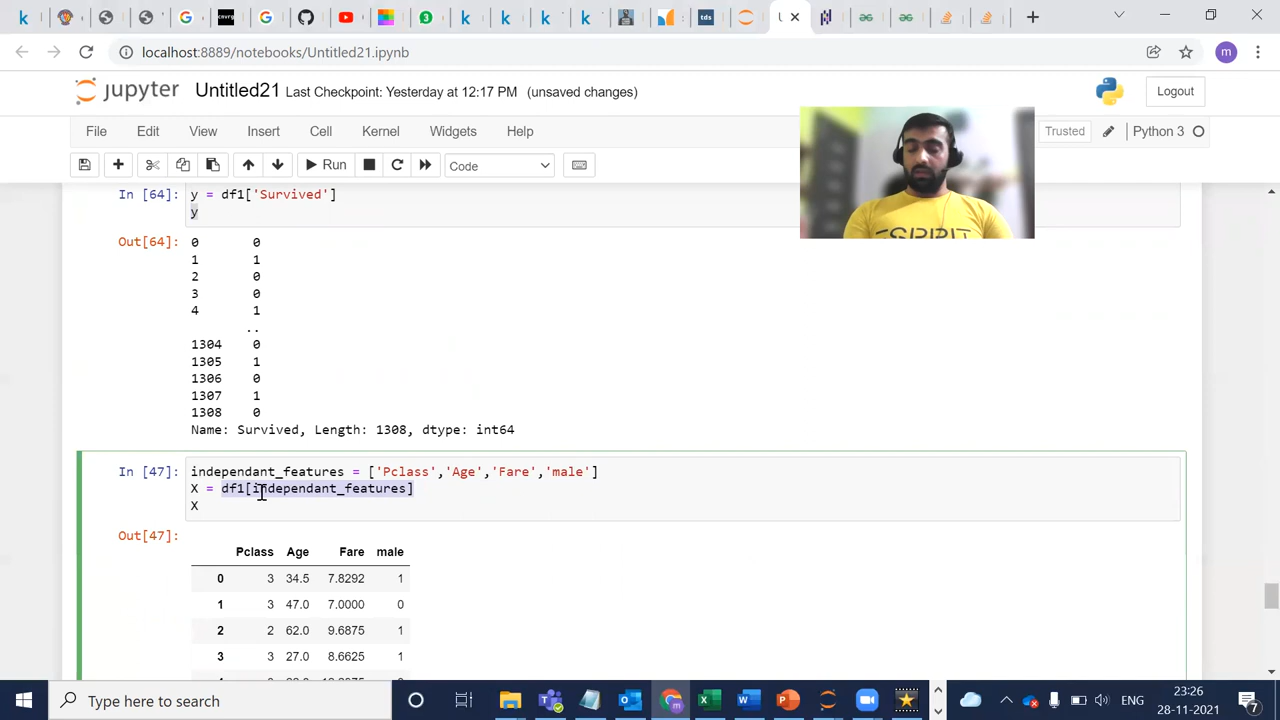 localhost:8889/notebooks/Untitled21.ipynb
m
jupyter Untitled21 Last Checkpoint: Yesterday at 12:17 PM (unsaved changes)
Logout
File Edit View Insert Cell Kernel Widgets Help
Trusted Python 3
Run Code
In [64]: y = df1['Survived']
y
Out[64]: 0 0
1 1
2 0
3 0
4 1
..
1304 0
1305 1
1306 0
1307 1
1308 0
Name: Survived, Length: 1308, dtype: int64
In [47]: independant_features = ['Pclass','Age','Fare','male']
X = df1[independant_features]
X
Out[47]:
Pclass Age Fare male
0 3 34.5 7.8292 1
1 3 47.0 7.0000 0
2 2 62.0 9.6875 1
3 3 27.0 8.6625 1
Type here to search
ENG
23:26
28-11-2021
7